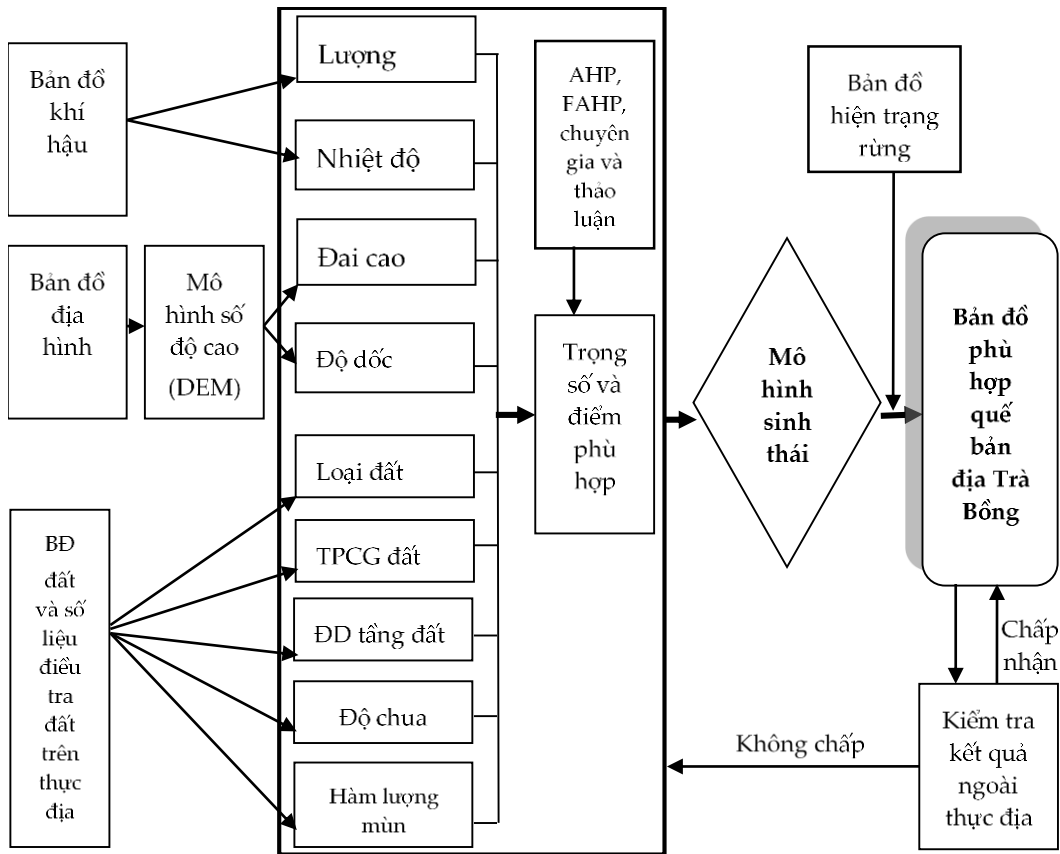 Bản đồ
khí
hậu
Bản đồ
địa
hình
Mô
hình số
độ cao
(DEM)
BĐ
đất
và số
liệu
điều
tra
đất
trên
thực
địa
Lượng
Nhiệt độ
Đai cao
Độ dốc
Loại đất
TPCG đất
ĐD tầng đất
Độ chua
Hàm lượng
mùn
AHP,
FAHP,
chuyên
gia và
thảo
luận
Trọng
số và
điểm
phù
hợp
Mô
hình
sinh
thái
Bản đồ
hiện trạng
rừng
Bản đồ
phù
hợp
quế
bản
địa Trà
Bồng
Chấp
nhận
Kiểm tra
kết quả
ngoài
thực địa
Không chấp